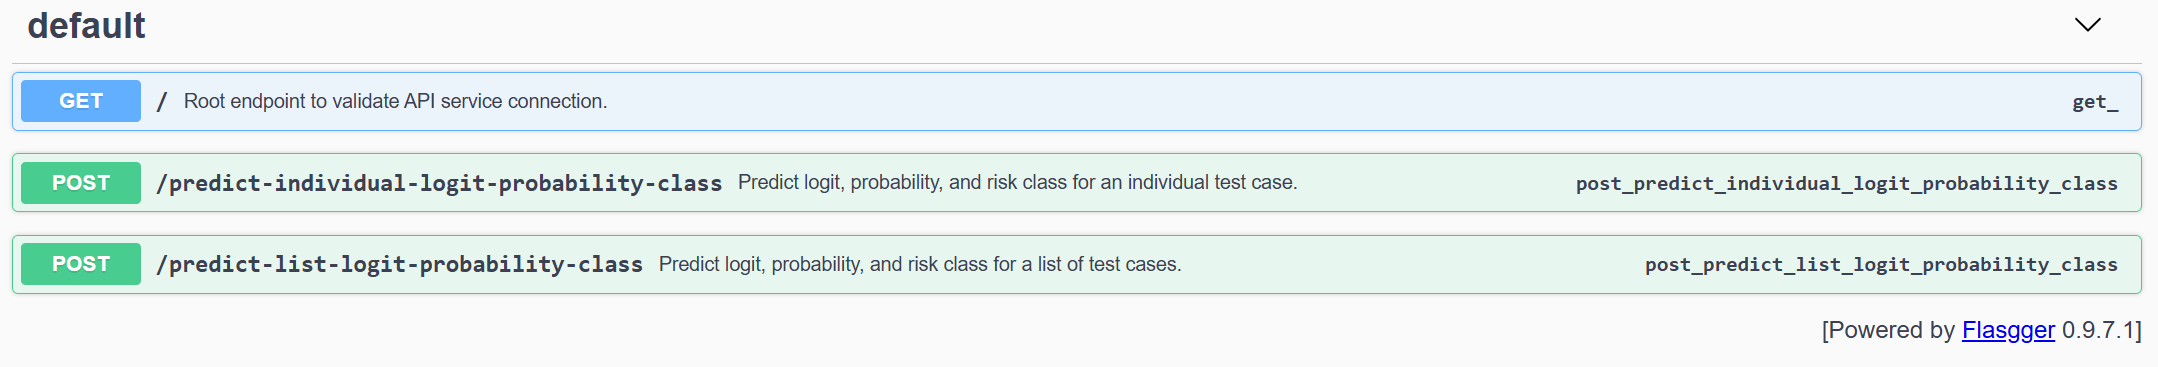 default
GET / Root endpoint to validate API service connection. get_
POST /predict-individual-logit-probability-class Predict logit, probability, and risk class for an individual test case. post_predict_individual_logit_probability_class
POST /predict-list-logit-probability-class Predict logit, probability, and risk class for a list of test cases. post_predict_list_logit_probability_class
[Powered by Flasgger 0.9.7.1]